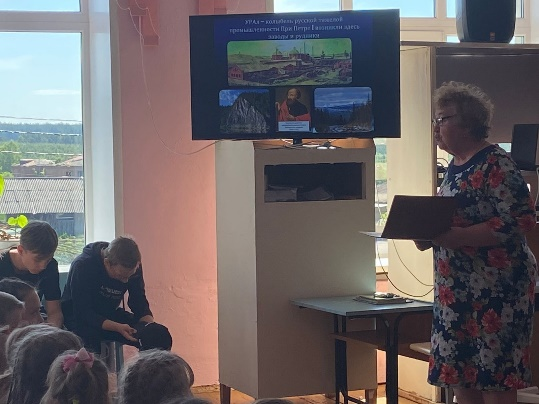 УРАЛ – колыбель русской тяжелой
промышленности При Петре I возникли здесь
заводы и рудники